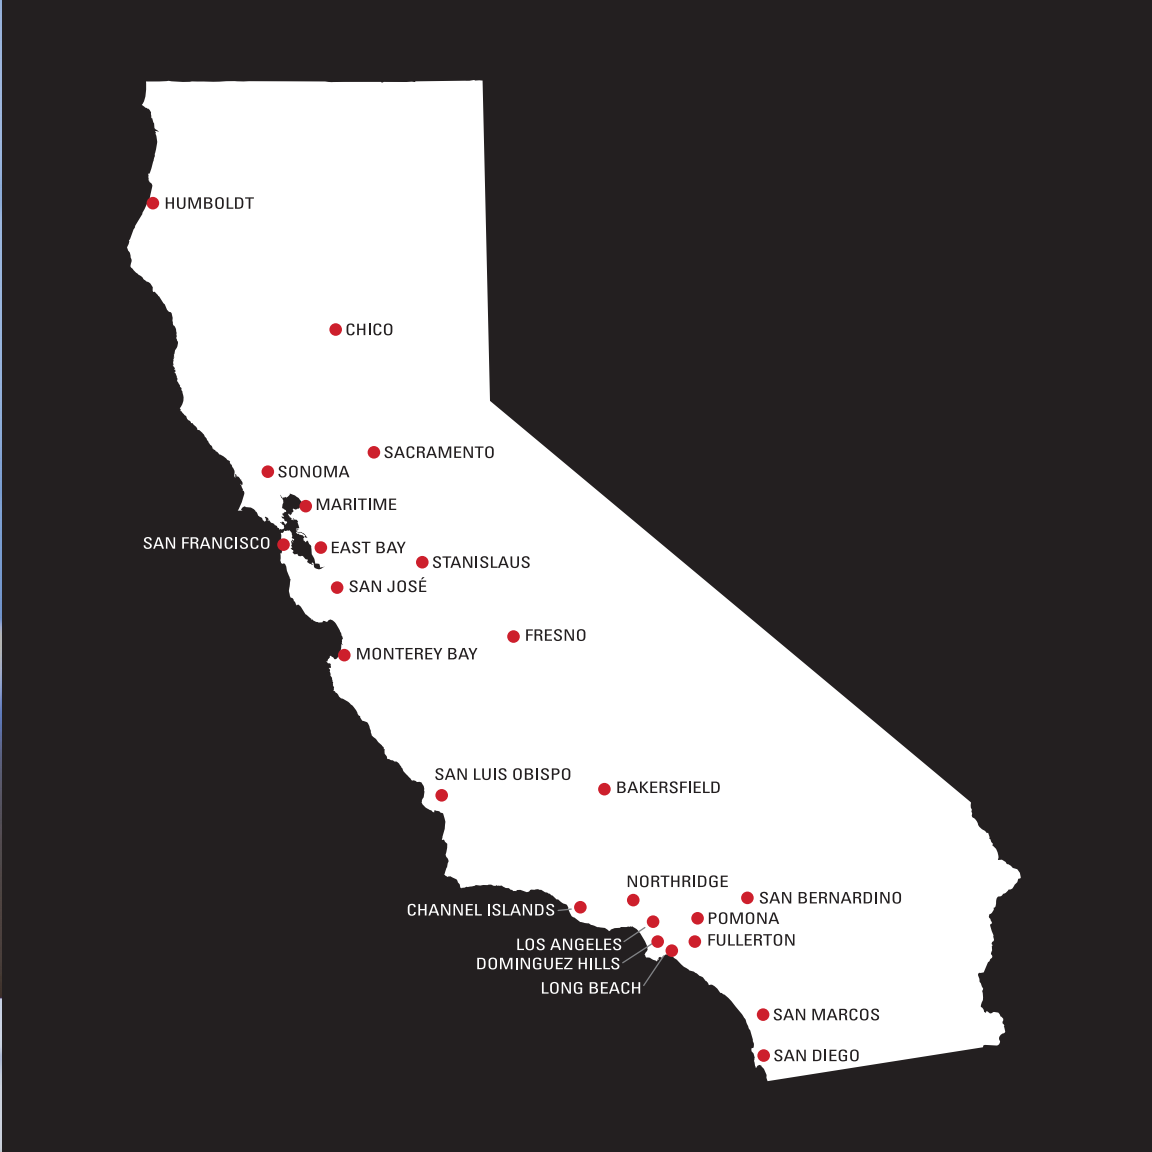 HUMBOLDT
CHICO
SACRAMENTO
SONOMA
MARITIME
SAN FRANCISCO
EAST BAY
STANISLAUS
SAN JOSÉ
FRESNO
MONTEREY BAY
SAN LUIS OBISPO
BAKERSFIELD
NORTHRIDGE
SAN BERNARDINO
CHANNEL ISLANDS
POMONA
FULLERTON
LOS ANGELES
DOMINGUEZ HILLS
LONG BEACH
SAN MARCOS
SAN DIEGO